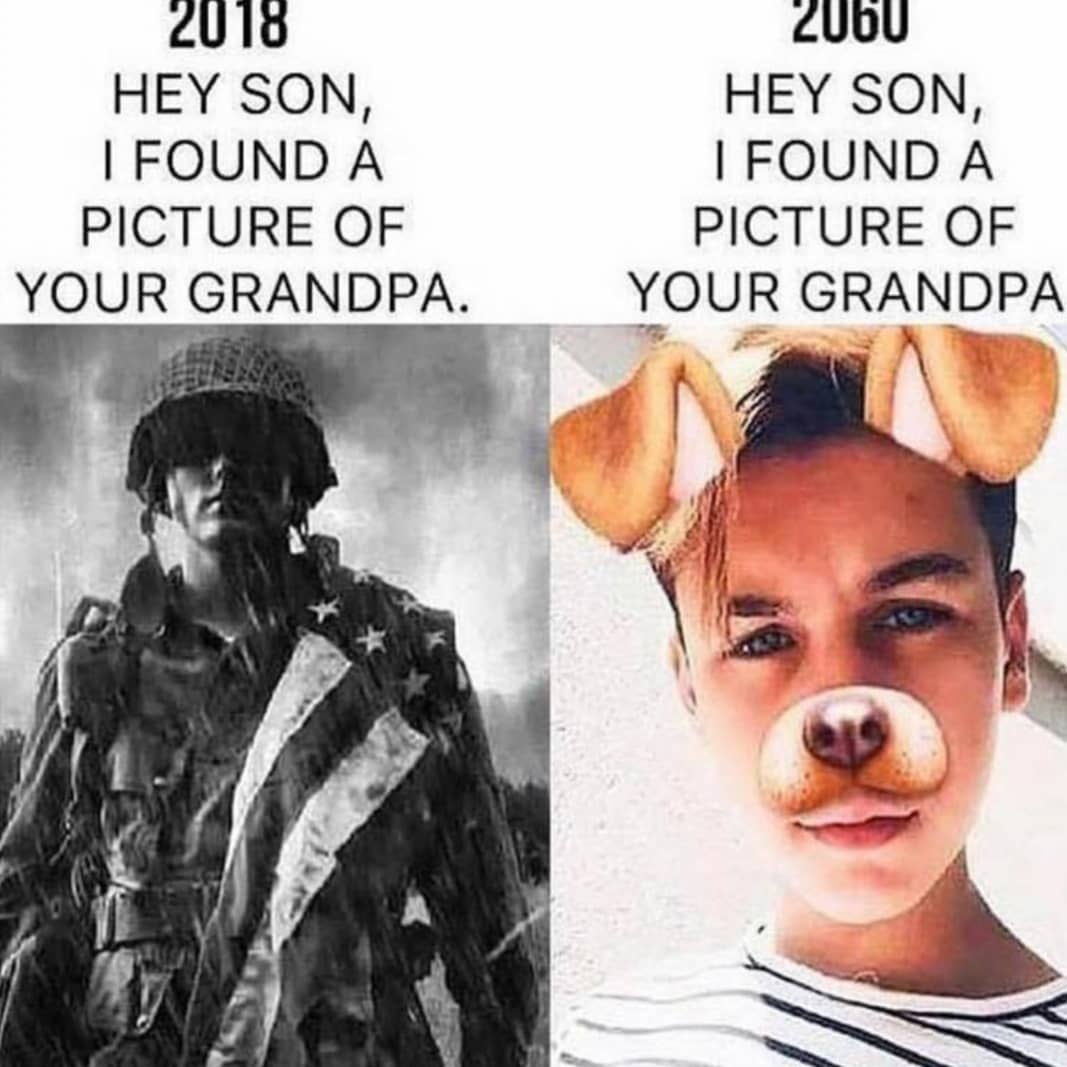 2018
HEY SON,
I FOUND A
PICTURE OF
YOUR GRANDPA.
2060
HEY SON,
I FOUND A
PICTURE OF
YOUR GRANDPA